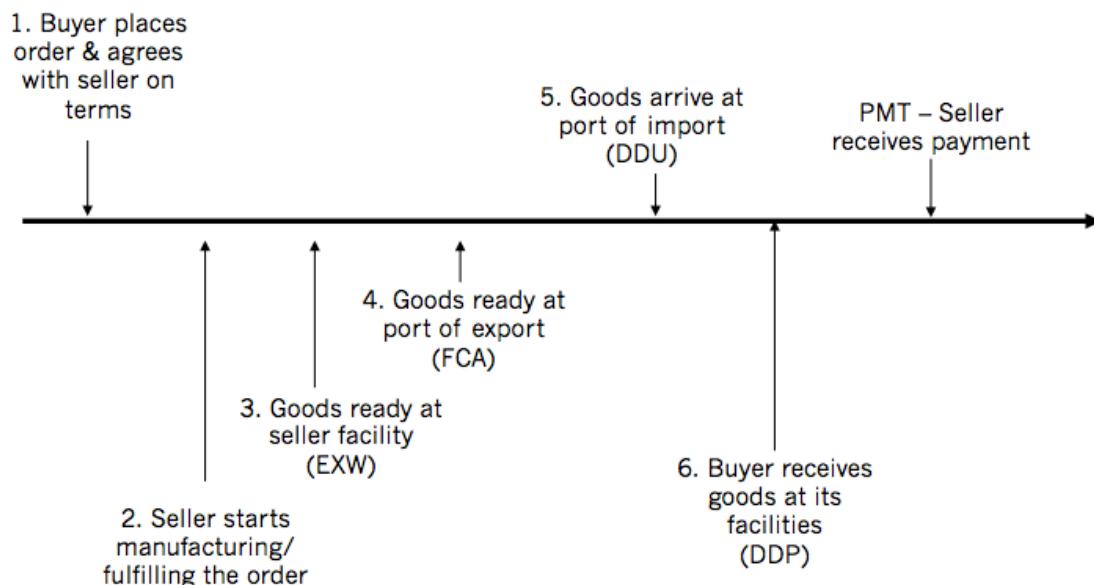 1. Buyer places
order & agrees
with seller on
terms
2. Seller starts
manufacturing/
fulfilling the order
3. Goods ready at
seller facility
(EXW)
4. Goods ready at
port of export
(FCA)
5. Goods arrive at
port of import
(DDU)
6. Buyer receives
goods at its
facilities
(DDP)
PMT – Seller
receives payment